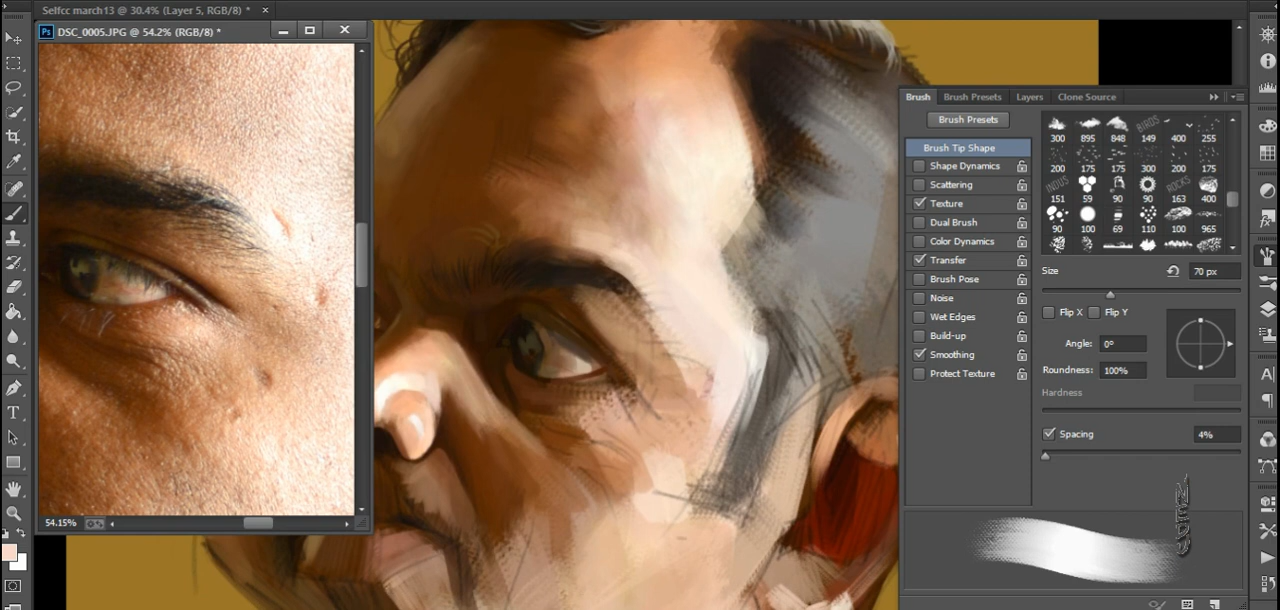 Selfcc march13 @ 30.4% (Layer 5, RGB/8) * ×
Ps DSC_0005.JPG @ 54.2% (RGB/8) *
54.15%
Brush Brush Presets Layers Clone Source
Brush Presets
Brush Tip Shape
Shape Dynamics
Scattering
Texture
Dual Brush
Color Dynamics
Transfer
Brush Pose
Noise
Wet Edges
Build-up
Smoothing
Protect Texture
300 895 848 BIRDS 149 400 255
200 175 175 300 200 175
151 59 90 90 ROCKS 163 400
90 100 69 110 100 965
Size 70 px
Flip X Flip Y
Angle: 0º
Roundness: 100%
Hardness
Spacing 4%